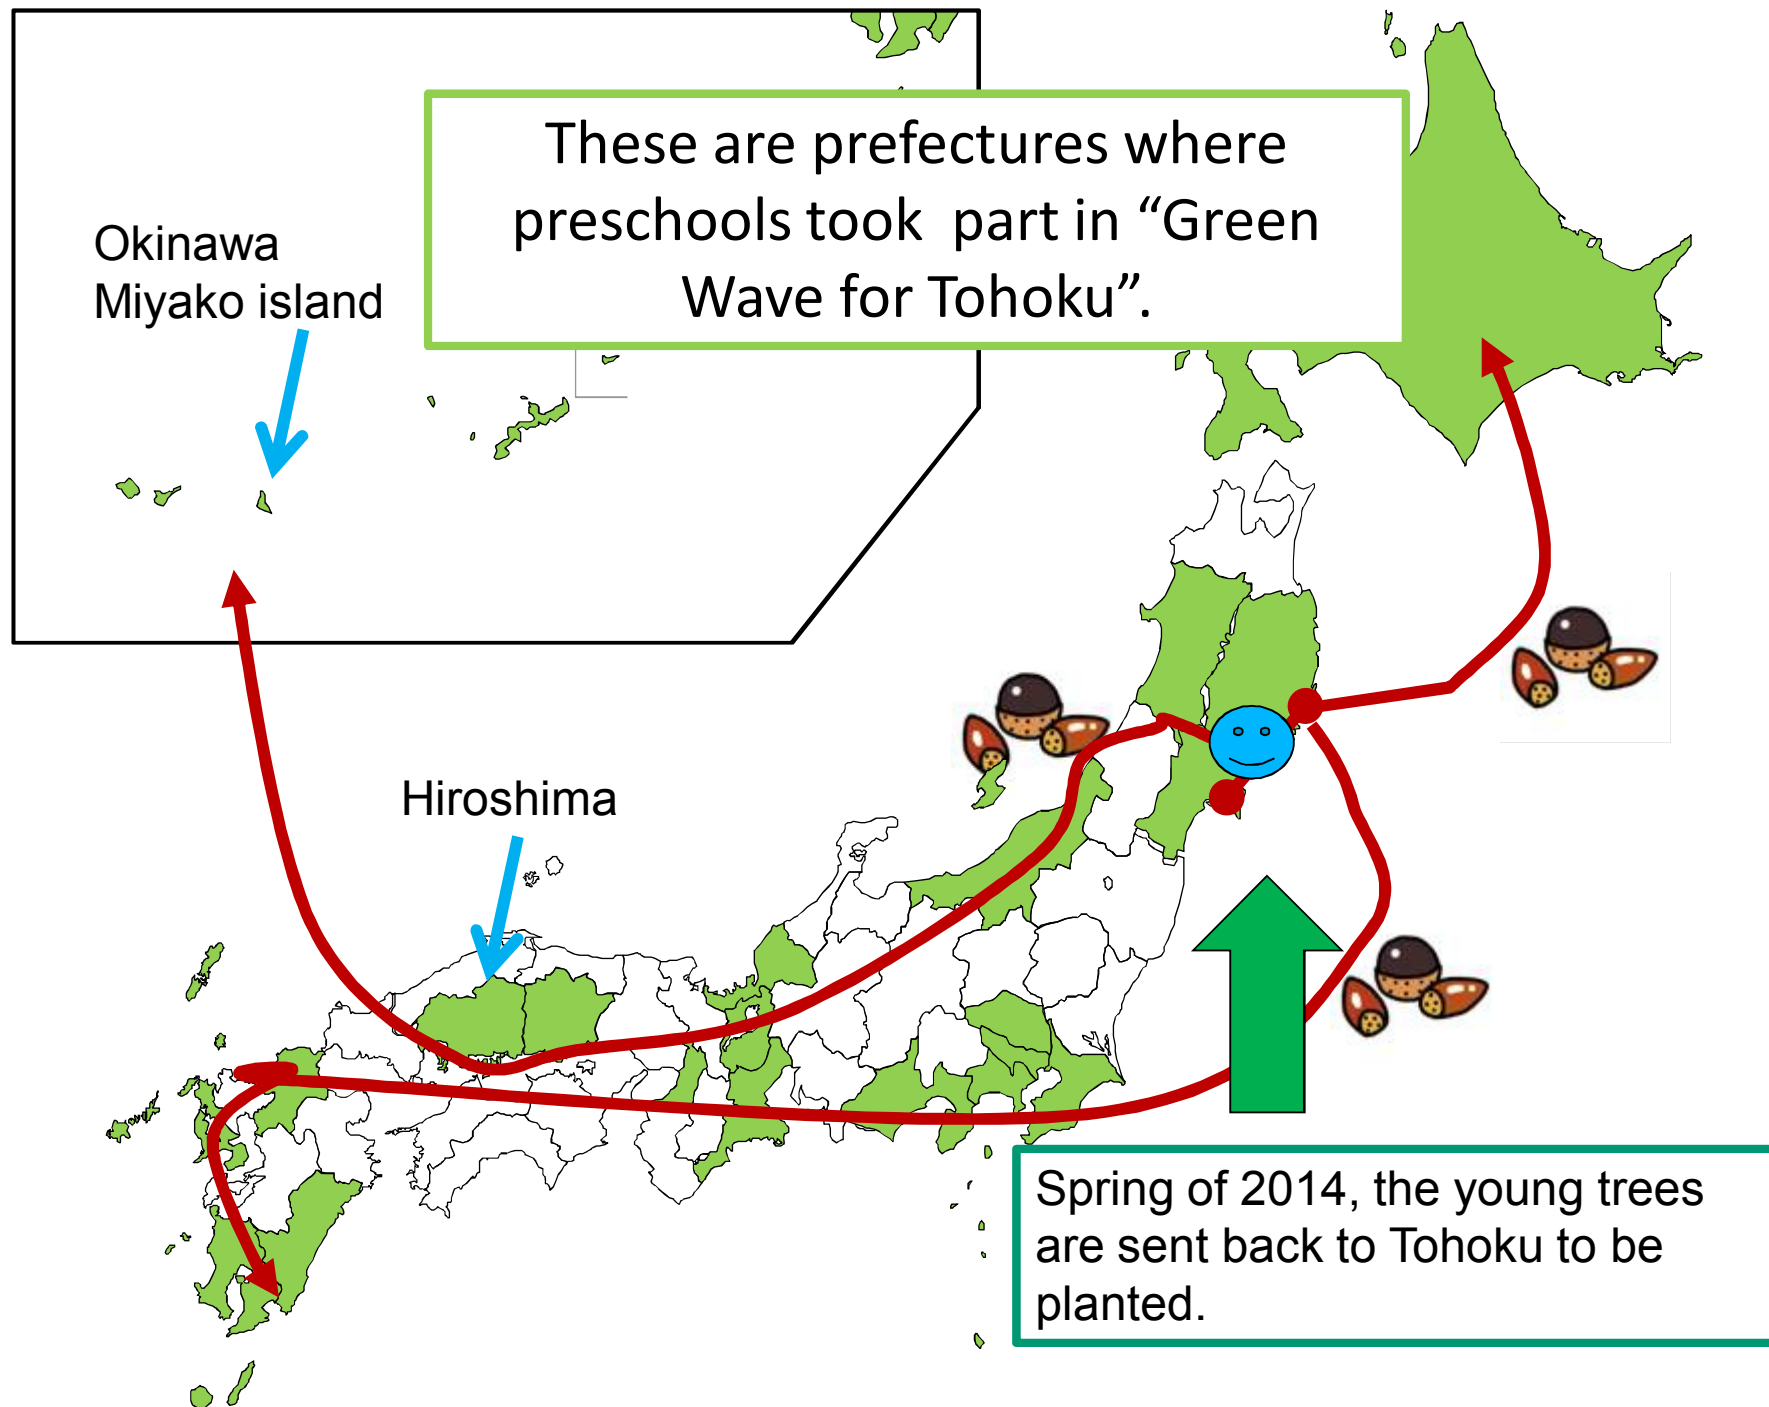 These are prefectures where
preschools took  part in “Green
Wave for Tohoku”.
Okinawa
Miyako island
Hiroshima
Spring of 2014, the young trees
are sent back to Tohoku to be
planted.